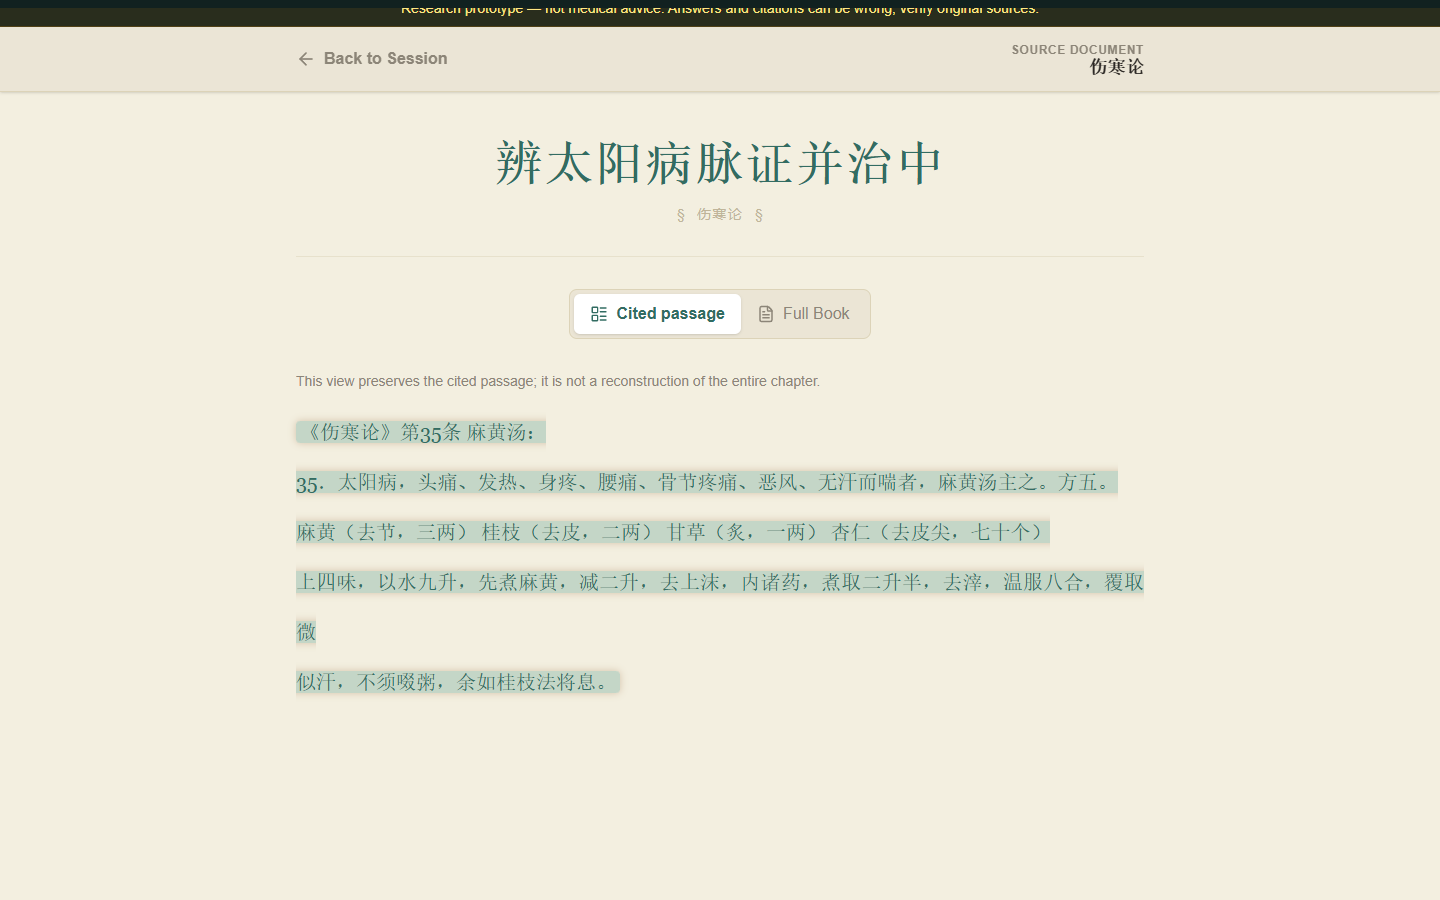 Research prototype — not medical advice. Answers and citations can be wrong; verify original sources.
Back to Session
SOURCE DOCUMENT
伤寒论
辨太阳病脉证并治中
§ 伤寒论 §
Cited passage
Full Book
This view preserves the cited passage; it is not a reconstruction of the entire chapter.
《伤寒论》第35条 麻黄汤：
35．太阳病，头痛、发热、身疼、腰痛、骨节疼痛、恶风、无汗而喘者，麻黄汤主之。方五。
麻黄（去节，三两） 桂枝（去皮，二两） 甘草（炙，一两） 杏仁（去皮尖，七十个）
上四味，以水九升，先煮麻黄，减二升，去上沫，内诸药，煮取二升半，去滓，温服八合，覆取
微
似汗，不须啜粥，余如桂枝法将息。